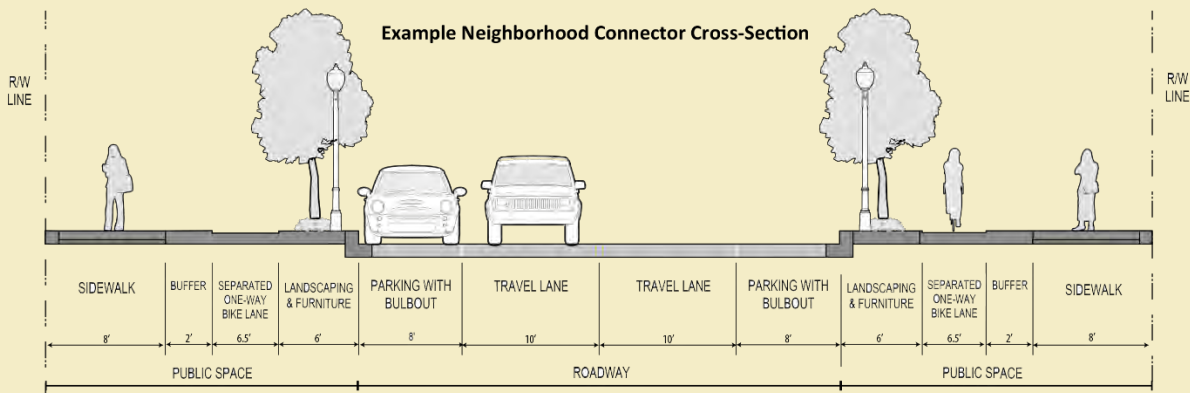 Example Neighborhood Connector Cross-Section
R/W
LINE
R/W
LINE
SIDEWALK
BUFFER
SEPARATED
ONE-WAY
BIKE LANE
LANDSCAPING
& FURNITURE
PARKING WITH
BULBOUT
TRAVEL LANE
TRAVEL LANE
PARKING WITH
BULBOUT
LANDSCAPING
& FURNITURE
SEPARATED
ONE-WAY
BIKE LANE
BUFFER
SIDEWALK
8' 2' 6.5' 6' 8' 10' 10' 8' 6' 6.5' 2' 8'
PUBLIC SPACE ROADWAY PUBLIC SPACE